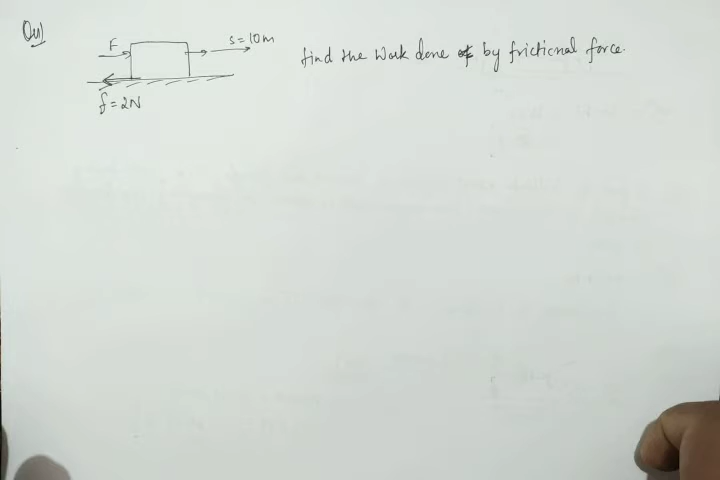 Qu)
F
s = 10m
f = 2N
find the work done by frictional force.